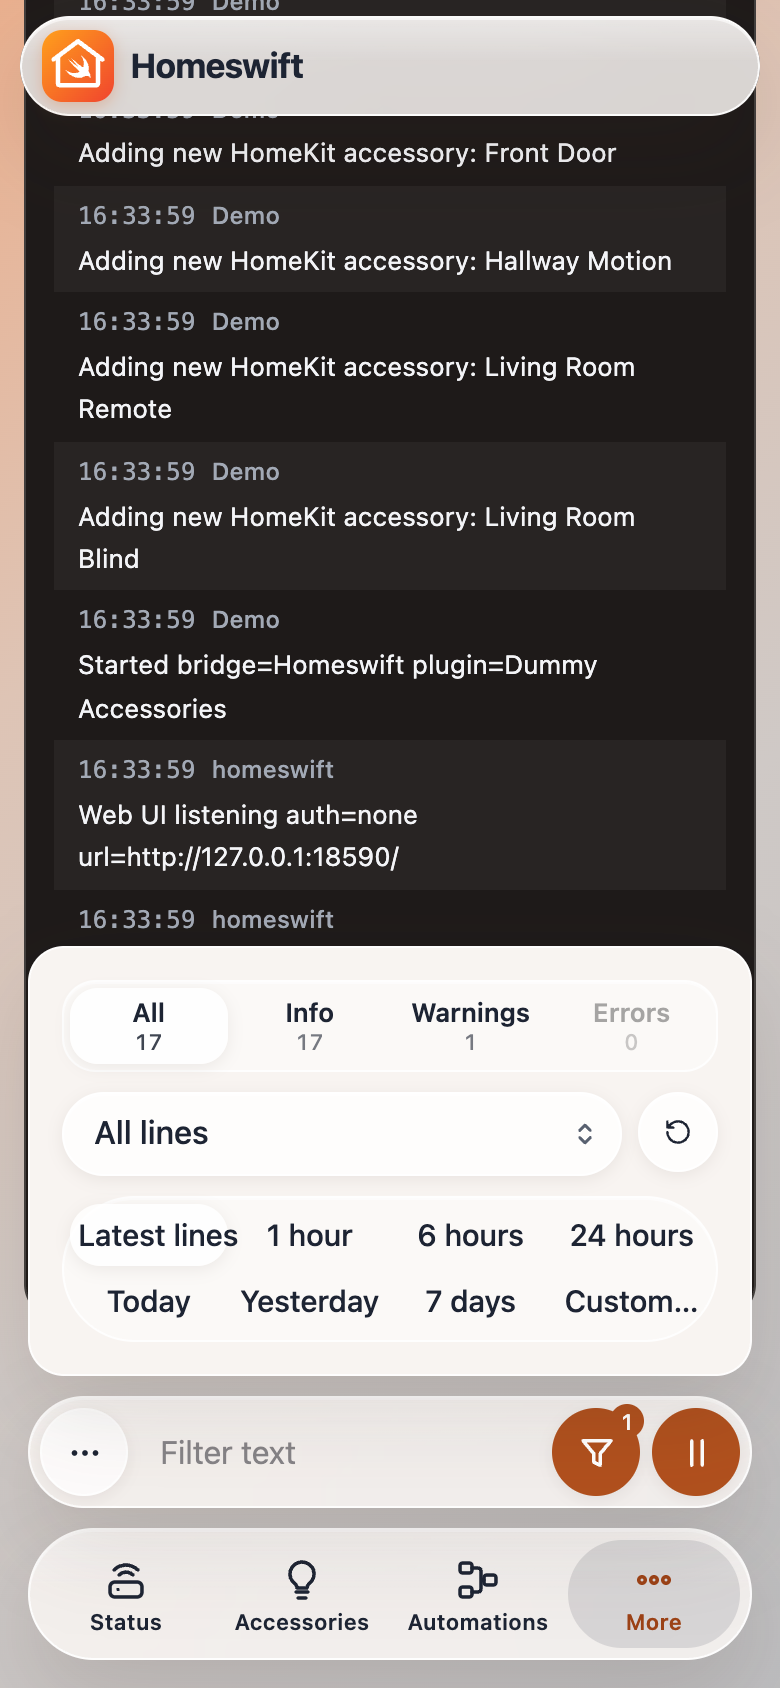 16:33:59 Demo
Homeswift
Adding new HomeKit accessory: Front Door
16:33:59 Demo
Adding new HomeKit accessory: Hallway Motion
16:33:59 Demo
Adding new HomeKit accessory: Living Room
Remote
16:33:59 Demo
Adding new HomeKit accessory: Living Room
Blind
16:33:59 Demo
Started bridge=Homeswift plugin=Dummy
Accessories
16:33:59 homeswift
Web UI listening auth=none
url=http://127.0.0.1:18590/
16:33:59 homeswift
All Info Warnings Errors
17 17 1 0
All lines
Latest lines 1 hour 6 hours 24 hours
Today Yesterday 7 days Custom...
Filter text 1
Status Accessories Automations More